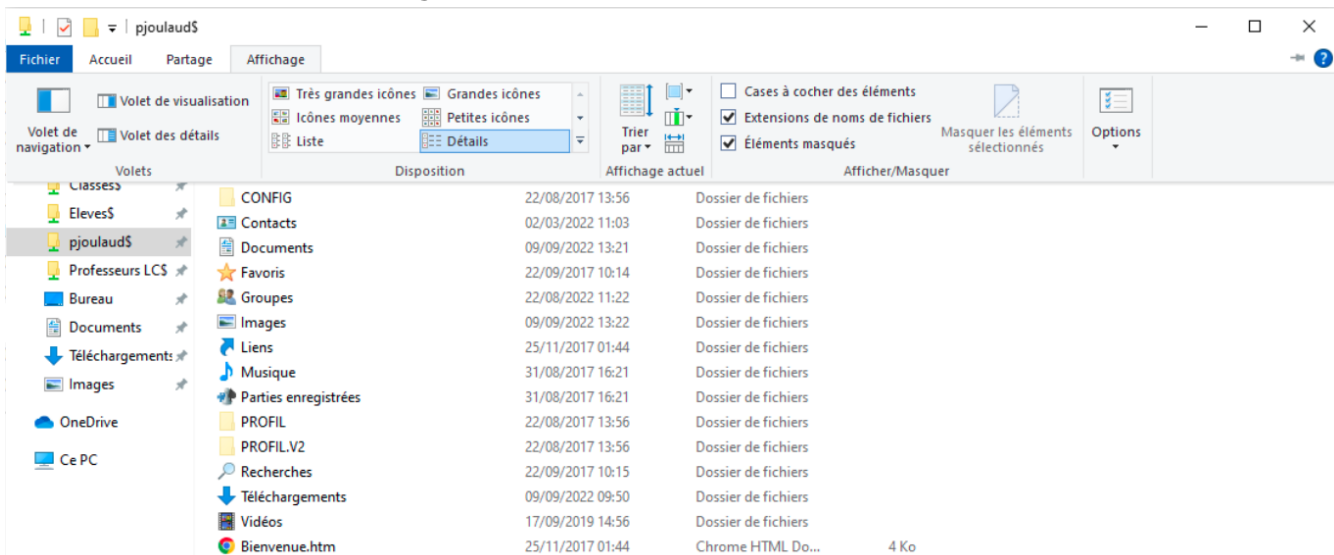 pjoulaud$
Fichier Accueil Partage Affichage
Volet de navigation
Volet de visualisation
Volet des détails
Volets
Très grandes icônes Grandes icônes
Icônes moyennes Petites icônes
Liste Détails
Disposition
Trier par
Affichage actuel
Cases à cocher des éléments
Extensions de noms de fichiers
Éléments masqués
Masquer les éléments sélectionnés
Afficher/Masquer
Options
Classes$
Eleves$
pjoulaud$
Professeurs LC$
Bureau
Documents
Téléchargements
Images
OneDrive
Ce PC
CONFIG 22/08/2017 13:56 Dossier de fichiers
Contacts 02/03/2022 11:03 Dossier de fichiers
Documents 09/09/2022 13:21 Dossier de fichiers
Favoris 22/09/2017 10:14 Dossier de fichiers
Groupes 22/08/2022 11:22 Dossier de fichiers
Images 09/09/2022 13:22 Dossier de fichiers
Liens 25/11/2017 01:44 Dossier de fichiers
Musique 31/08/2017 16:21 Dossier de fichiers
Parties enregistrées 31/08/2017 16:21 Dossier de fichiers
PROFIL 22/08/2017 13:56 Dossier de fichiers
PROFIL.V2 22/08/2017 13:56 Dossier de fichiers
Recherches 22/09/2017 10:15 Dossier de fichiers
Téléchargements 09/09/2022 09:50 Dossier de fichiers
Vidéos 17/09/2019 14:56 Dossier de fichiers
Bienvenue.htm 25/11/2017 01:44 Chrome HTML Do... 4 Ko